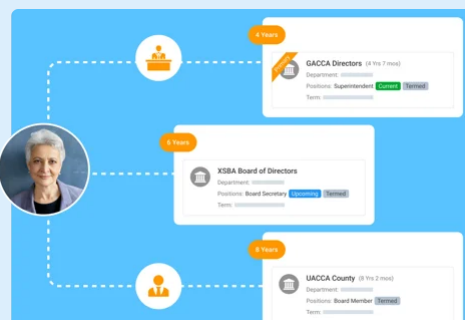 4 Years
Primary
GACCA Directors (4 Yrs 7 mos)
Department:
Positions: Superintendent Current Termed
Term:
6 Years
XSBA Board of Directors
Department:
Positions: Board Secretary Upcoming Termed
Term:
8 Years
UACCA County (8 Yrs 2 mos)
Department:
Positions: Board Member Termed
Term: